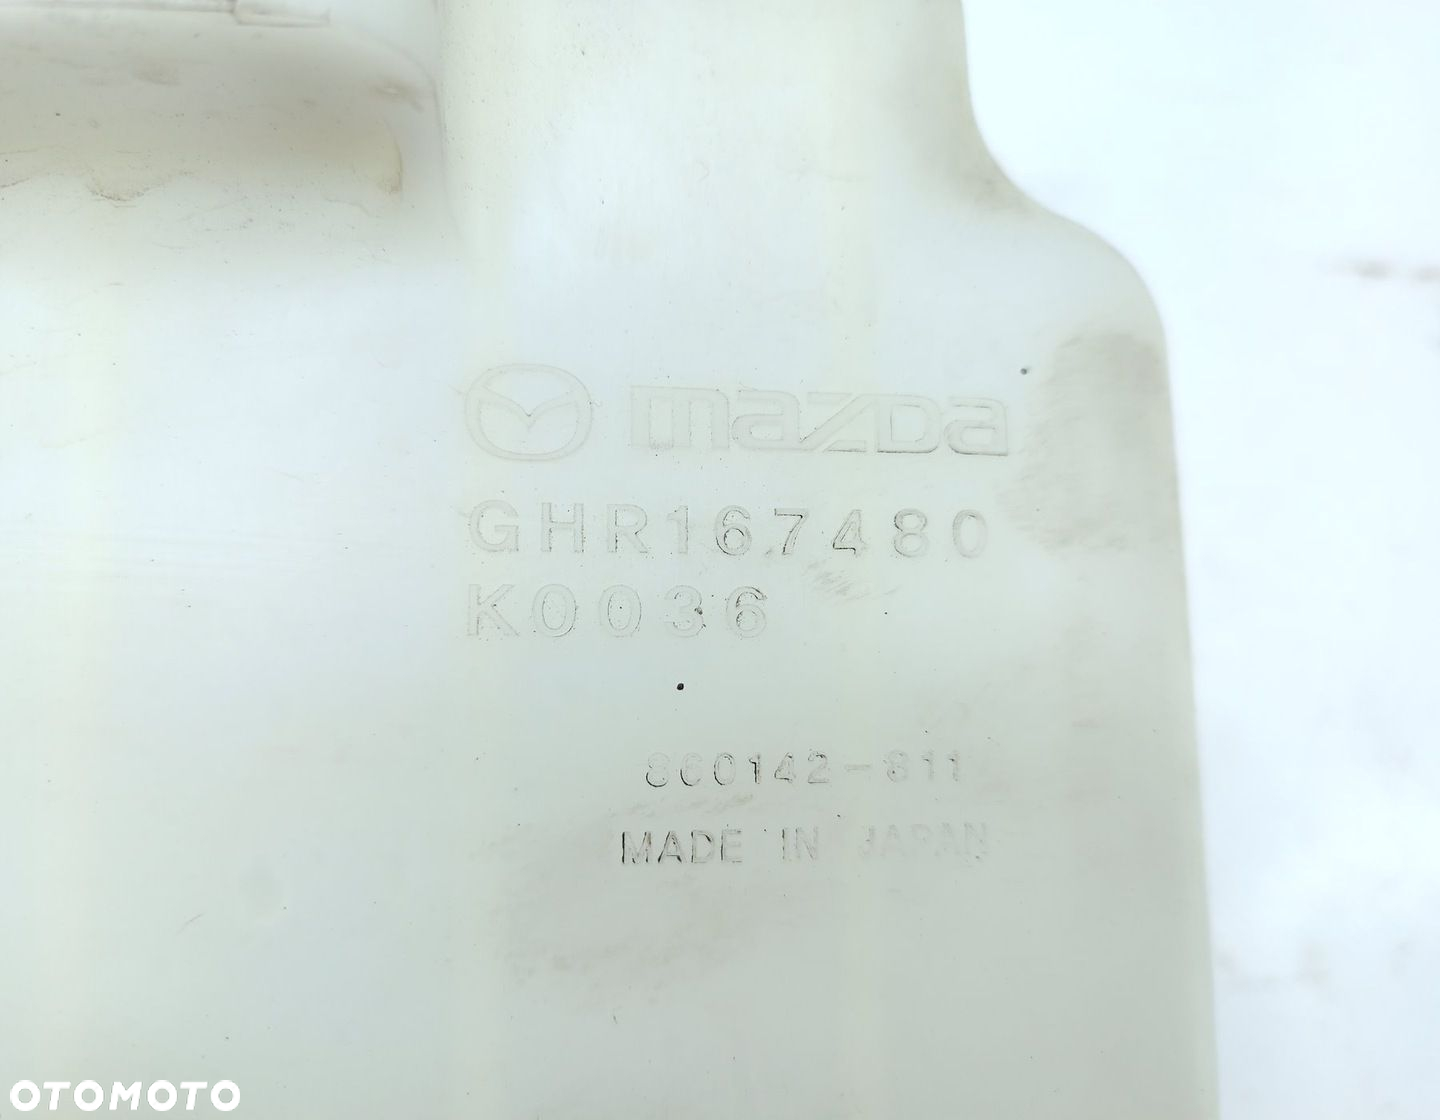 mazda
GHR167480
K0036
860142-811
MADE IN JAPAN
OTOMOTO